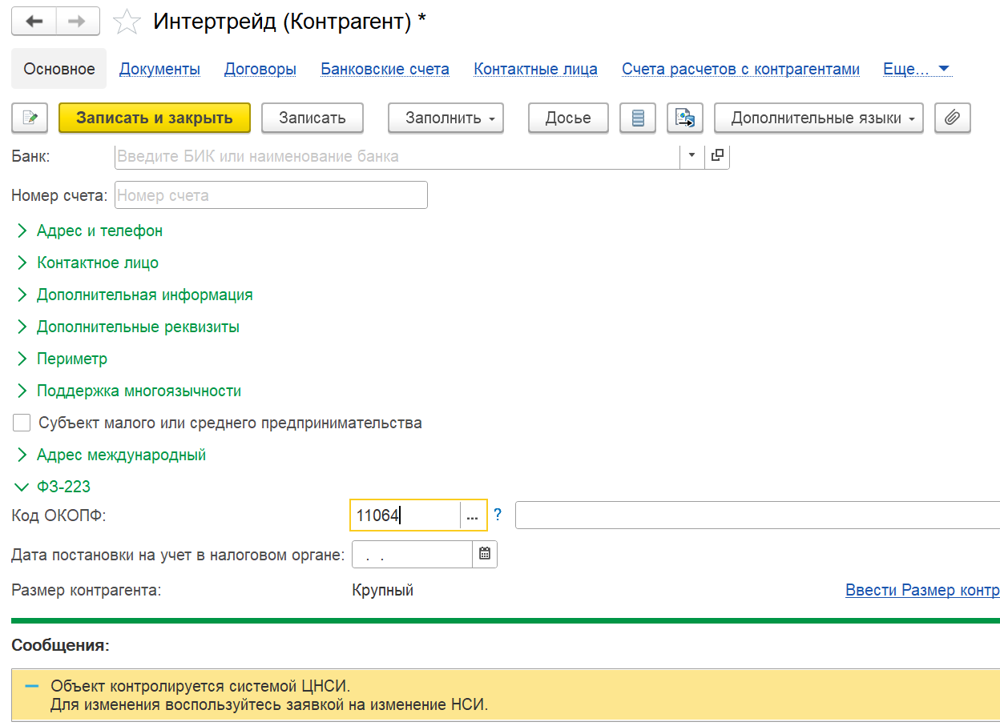 Интертрейд (Контрагент) *
Основное Документы Договоры Банковские счета Контактные лица Счета расчетов с контрагентами Еще...
Записать и закрыть Записать Заполнить Досье Дополнительные языки
Банк: Введите БИК или наименование банка
Номер счета: Номер счета
Адрес и телефон
Контактное лицо
Дополнительная информация
Дополнительные реквизиты
Периметр
Поддержка многоязычности
Субъект малого или среднего предпринимательства
Адрес международный
ФЗ-223
Код ОКОПФ: 11064 ... ?
Дата постановки на учет в налоговом органе: . .
Размер контрагента: Крупный Ввести Размер контр
Сообщения:
Объект контролируется системой ЦНСИ.
Для изменения воспользуйтесь заявкой на изменение НСИ.